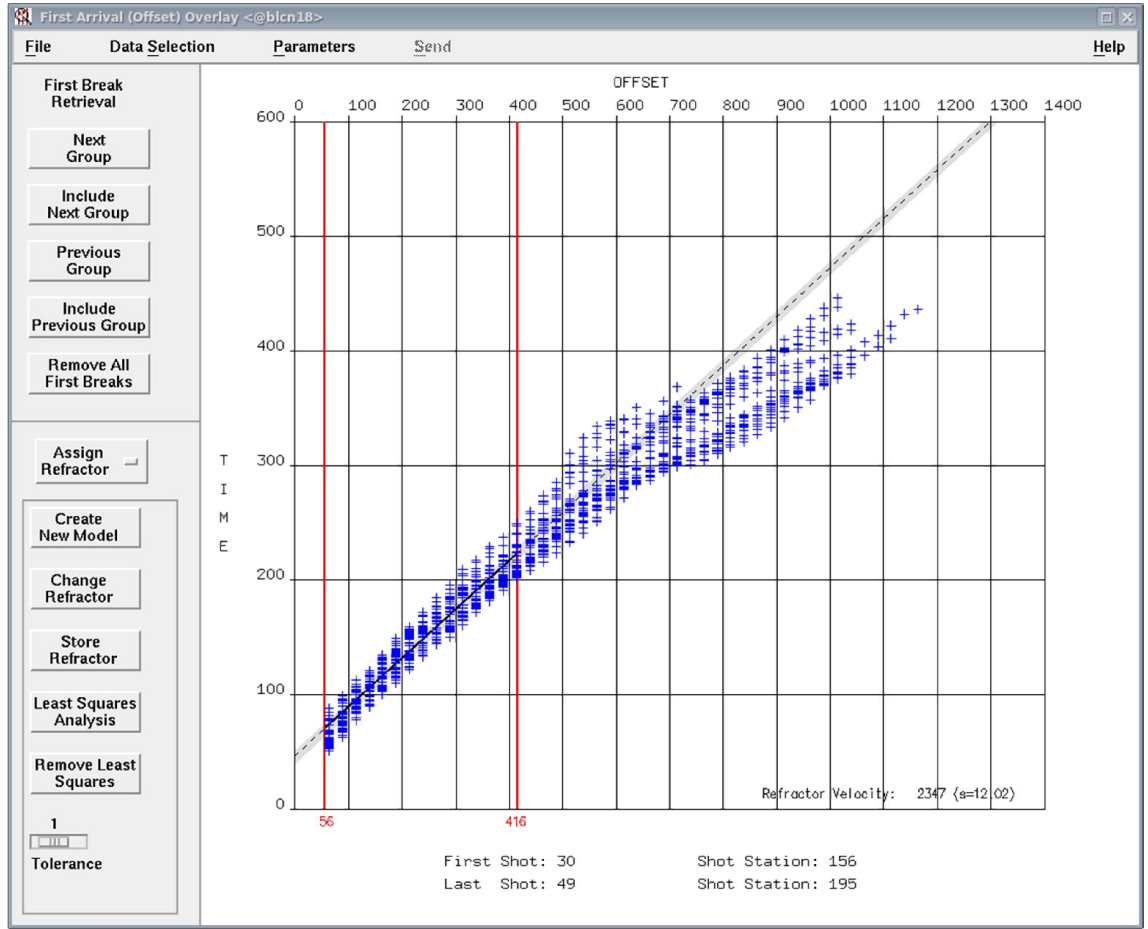 First Arrival (Offset) Overlay <@blcn18>
File Data Selection Parameters Send Help
First Break
Retrieval
Next
Group
Include
Next Group
Previous
Group
Include
Previous Group
Remove All
First Breaks
Assign
Refractor
Create
New Model
Change
Refractor
Store
Refractor
Least Squares
Analysis
Remove Least
Squares
1
Tolerance
OFFSET
0 100 200 300 400 500 600 700 800 900 1000 1100 1200 1300 1400
600
500
400
300
200
100
0
T
I
M
E
Refractor Velocity: 2347 (s=12.02)
56 416
First Shot: 30 Shot Station: 156
Last Shot: 49 Shot Station: 195